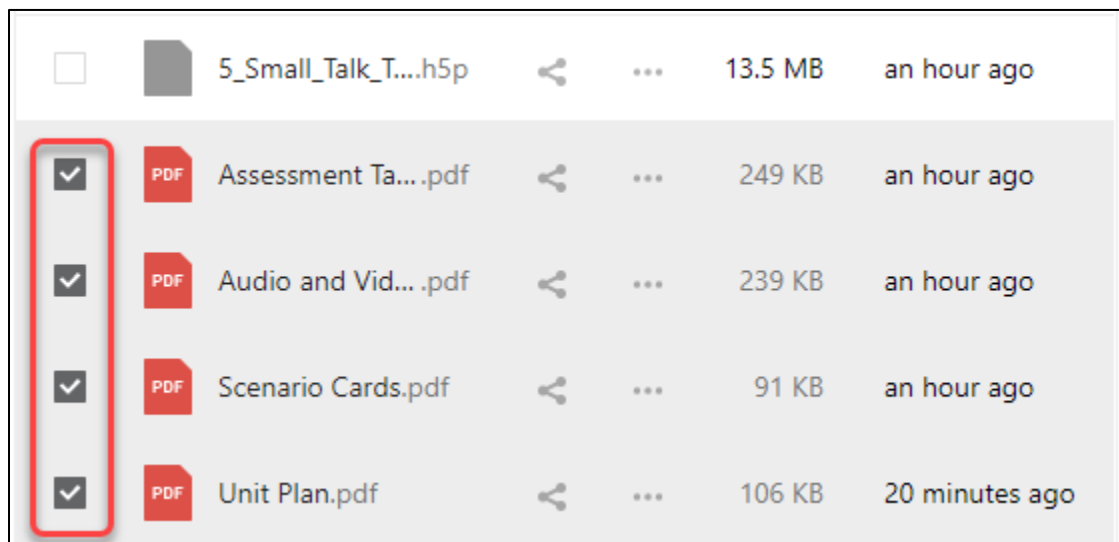 5_Small_Talk_T....h5p 13.5 MB an hour ago
PDF Assessment Ta... .pdf 249 KB an hour ago
PDF Audio and Vid... .pdf 239 KB an hour ago
PDF Scenario Cards.pdf 91 KB an hour ago
PDF Unit Plan.pdf 106 KB 20 minutes ago